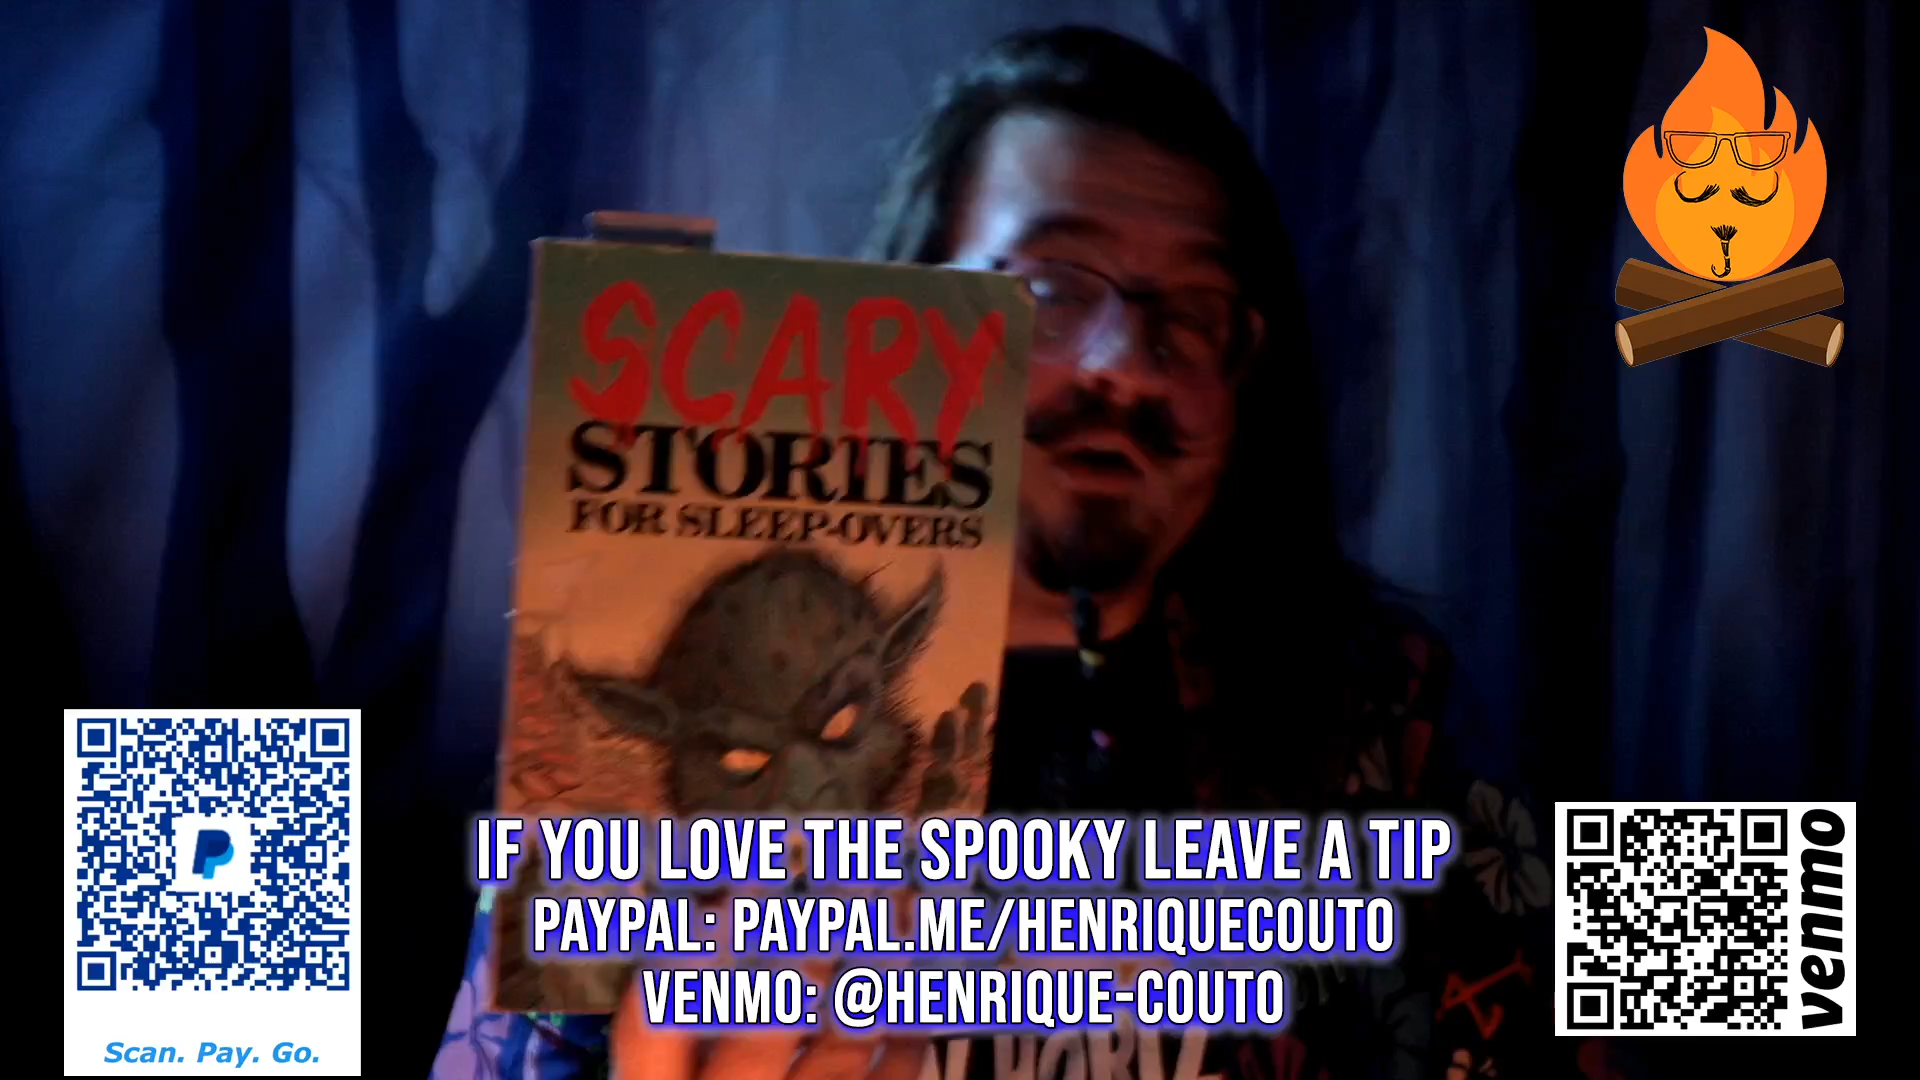 SCARY
STORIES
FOR SLEEP-OVERS
IF YOU LOVE THE SPOOKY LEAVE A TIP
PAYPAL: PAYPAL.ME/HENRIQUECOUTO
VENMO: @HENRIQUE-COUTO
Scan. Pay. Go.
venmo